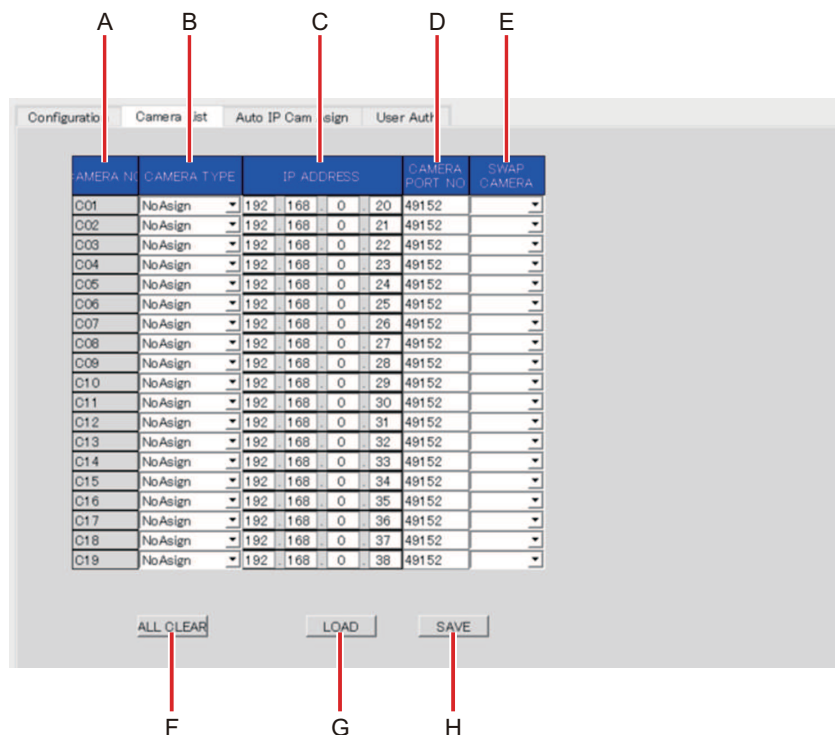 A B C D E
Configuration Camera List Auto IP Cam Asign User Auth
CAMERA NO CAMERA TYPE IP ADDRESS CAMERA PORT NO SWAP CAMERA
C01 NoAsign 192 . 168 . 0 . 20 49152
C02 NoAsign 192 . 168 . 0 . 21 49152
C03 NoAsign 192 . 168 . 0 . 22 49152
C04 NoAsign 192 . 168 . 0 . 23 49152
C05 NoAsign 192 . 168 . 0 . 24 49152
C06 NoAsign 192 . 168 . 0 . 25 49152
C07 NoAsign 192 . 168 . 0 . 26 49152
C08 NoAsign 192 . 168 . 0 . 27 49152
C09 NoAsign 192 . 168 . 0 . 28 49152
C10 NoAsign 192 . 168 . 0 . 29 49152
C11 NoAsign 192 . 168 . 0 . 30 49152
C12 NoAsign 192 . 168 . 0 . 31 49152
C13 NoAsign 192 . 168 . 0 . 32 49152
C14 NoAsign 192 . 168 . 0 . 33 49152
C15 NoAsign 192 . 168 . 0 . 34 49152
C16 NoAsign 192 . 168 . 0 . 35 49152
C17 NoAsign 192 . 168 . 0 . 36 49152
C18 NoAsign 192 . 168 . 0 . 37 49152
C19 NoAsign 192 . 168 . 0 . 38 49152
ALL CLEAR LOAD SAVE
F G H